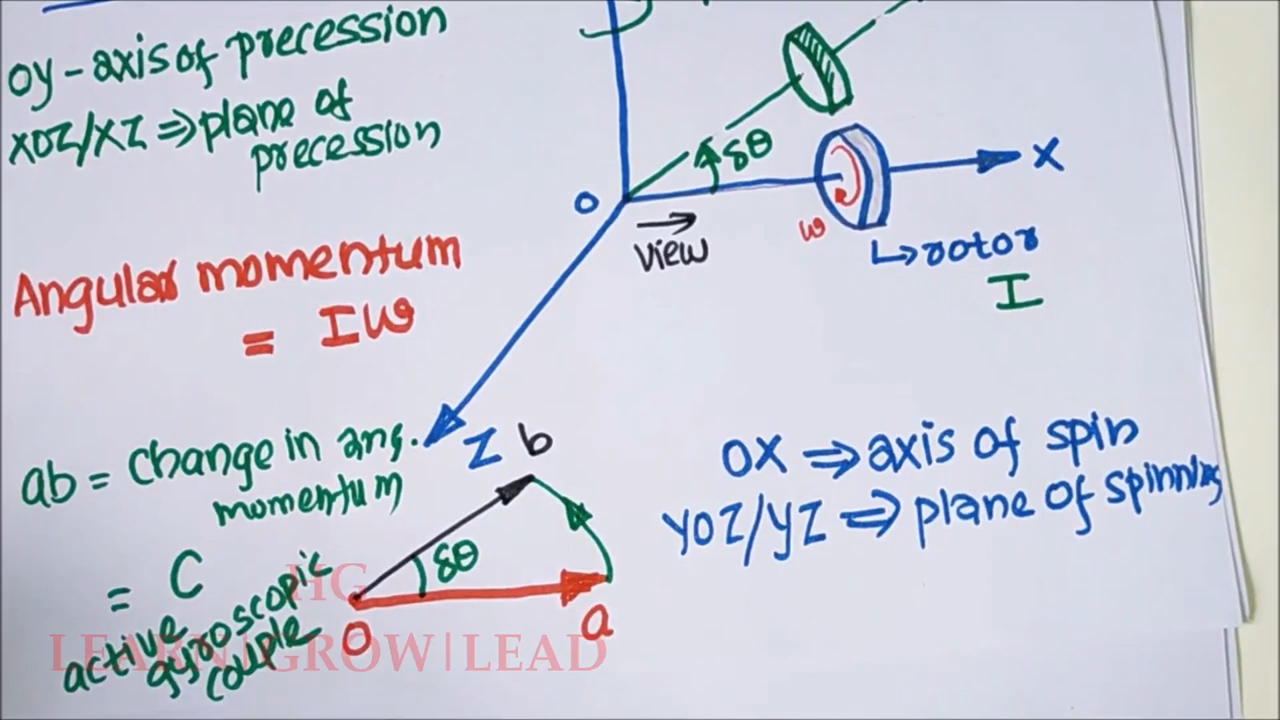 oy - axis of precession
xoz/xz ⇒ plane of
precession
δθ
x
o
view
ω
↳ rotor
I
Angular momentum
= Iω
z
ab = change in ang.
momentum
= C
active
gyroscopic
couple
b
δθ
o
a
ox ⇒ axis of spin
yoz/yz ⇒ plane of spinning
HG
LEARN|GROW|LEAD